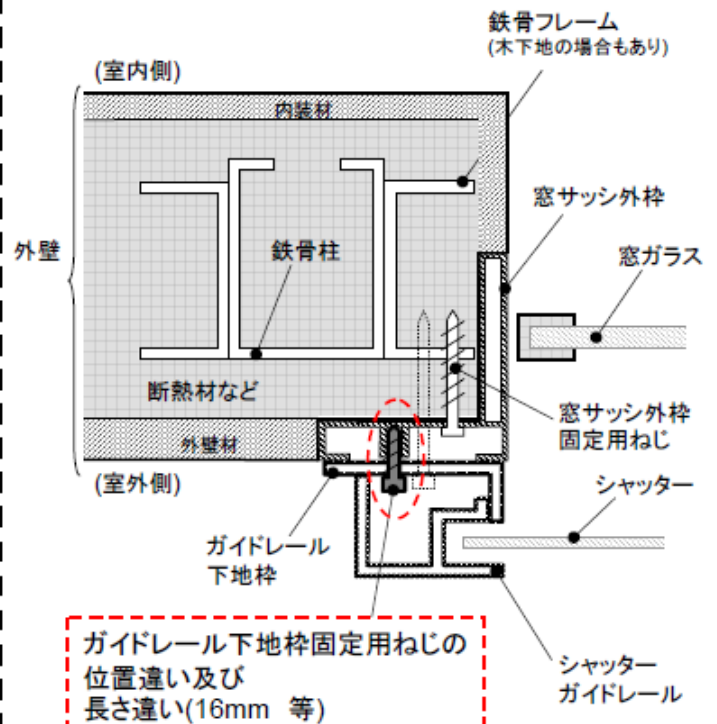 鉄骨フレーム
(木下地の場合もあり)
(室内側)
内装材
窓サッシ外枠
外壁
鉄骨柱
窓ガラス
断熱材など
外壁材
窓サッシ外枠
固定用ねじ
(室外側)
シャッター
ガイドレール
下地枠
ガイドレール下地枠固定用ねじの
位置違い及び
長さ違い(16mm 等)
シャッター
ガイドレール